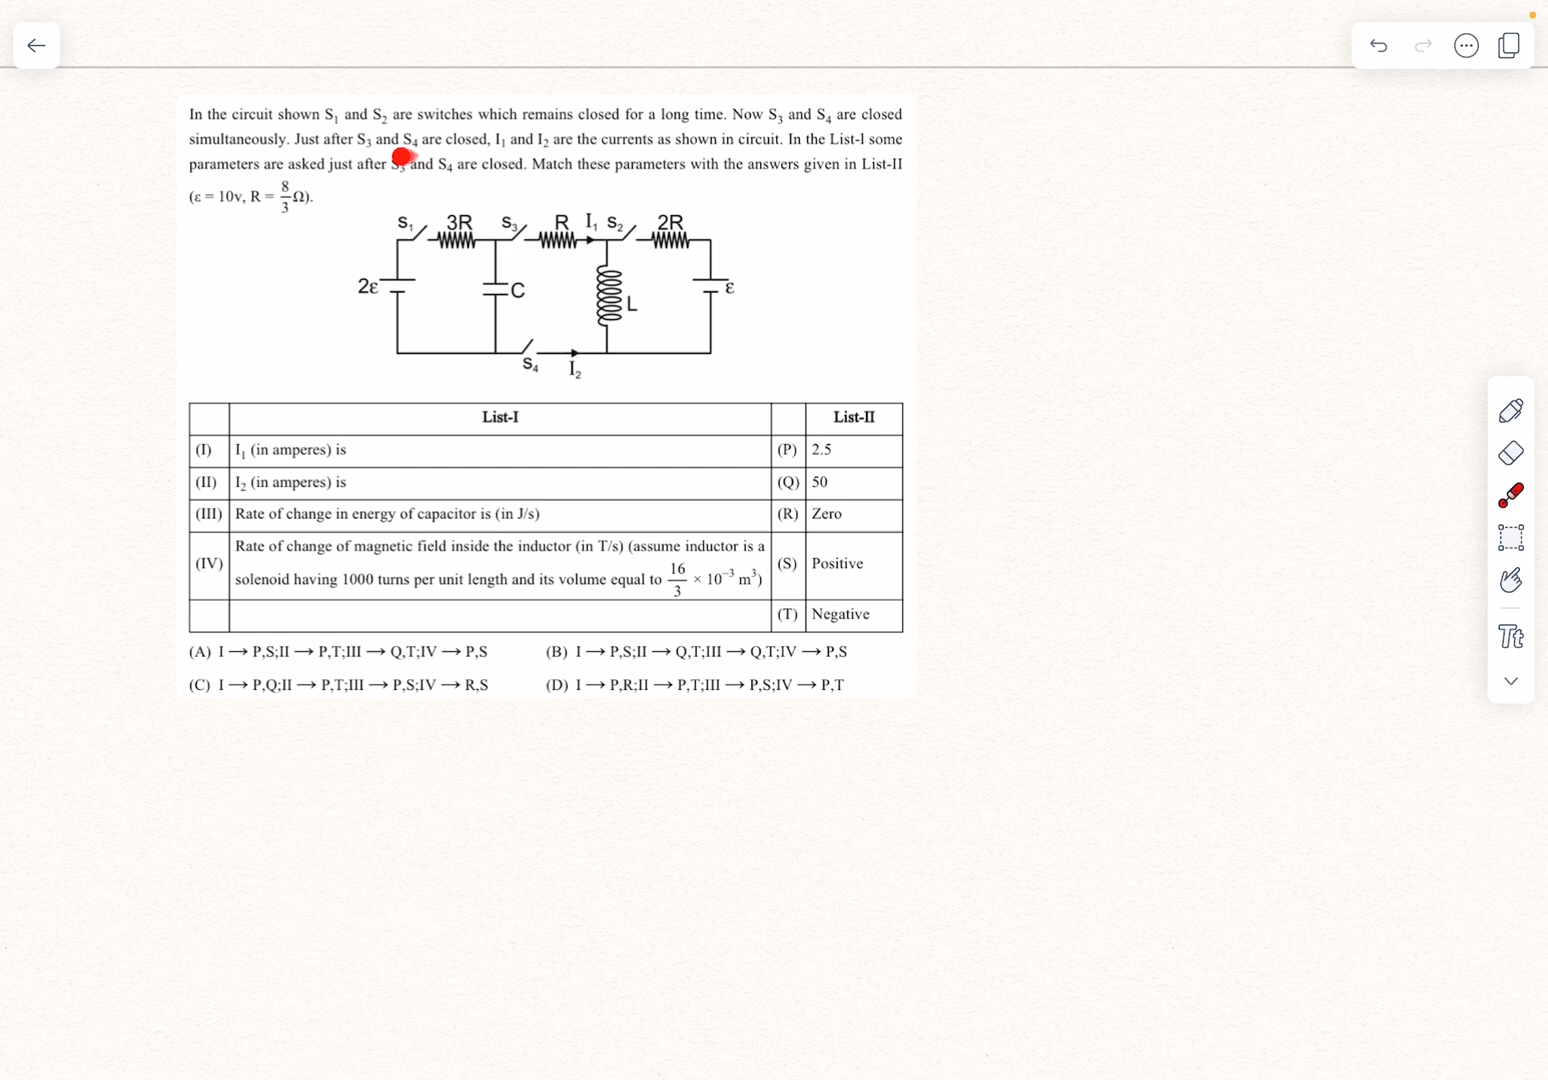 In the circuit shown S₁ and S₂ are switches which remains closed for a long time. Now S₃ and S₄ are closed
simultaneously. Just after S₃ and S₄ are closed, I₁ and I₂ are the currents as shown in circuit. In the List-I some
parameters are asked just after S₃ and S₄ are closed. Match these parameters with the answers given in List-II
(ε = 10v, R = 8/3 Ω).
S₁ 3R S₃ R I₁ S₂ 2R
2ε C L ε
S₄ I₂
List-I List-II
(I) I₁ (in amperes) is (P) 2.5
(II) I₂ (in amperes) is (Q) 50
(III) Rate of change in energy of capacitor is (in J/s) (R) Zero
(IV) Rate of change of magnetic field inside the inductor (in T/s) (assume inductor is a
solenoid having 1000 turns per unit length and its volume equal to 16/3 × 10⁻³ m³) (S) Positive
(T) Negative
(A) I → P,S;II → P,T;III → Q,T;IV → P,S (B) I → P,S;II → Q,T;III → Q,T;IV → P,S
(C) I → P,Q;II → P,T;III → P,S;IV → R,S (D) I → P,R;II → P,T;III → P,S;IV → P,T
Tt